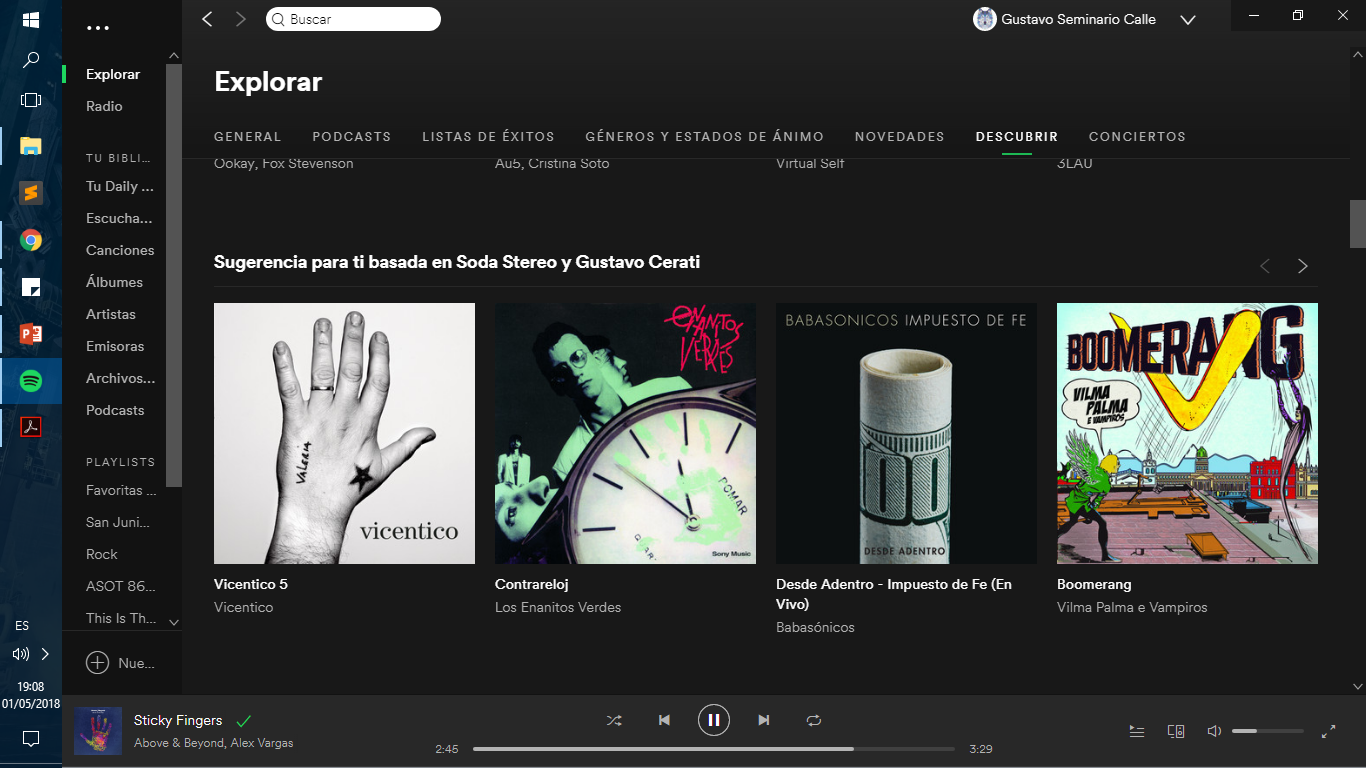 Buscar
Gustavo Seminario Calle
Explorar
Radio
TU BIBLI...
Tu Daily ...
Escucha...
Canciones
Álbumes
Artistas
Emisoras
Archivos...
Podcasts
PLAYLISTS
Favoritas ...
San Juni...
Rock
ASOT 86...
This Is Th...
Nue...
ES
19:08
01/05/2018
Explorar
GENERAL PODCASTS LISTAS DE ÉXITOS GÉNEROS Y ESTADOS DE ÁNIMO NOVEDADES DESCUBRIR CONCIERTOS
Ookay, Fox Stevenson
Au5, Cristina Soto
Virtual Self
3LAU
Sugerencia para ti basada en Soda Stereo y Gustavo Cerati
VALERIA
vicentico
Vicentico 5
Vicentico
ENANITOS
VERDES
POMAR
Sony Music
Contrareloj
Los Enanitos Verdes
BABASONICOS IMPUESTO DE FE
DESDE ADENTRO
Desde Adentro - Impuesto de Fe (En
Vivo)
Babasónicos
BOOMERANG
VILMA
PALMA
E VAMPIROS
Boomerang
Vilma Palma e Vampiros
Sticky Fingers
Above & Beyond, Alex Vargas
2:45
3:29